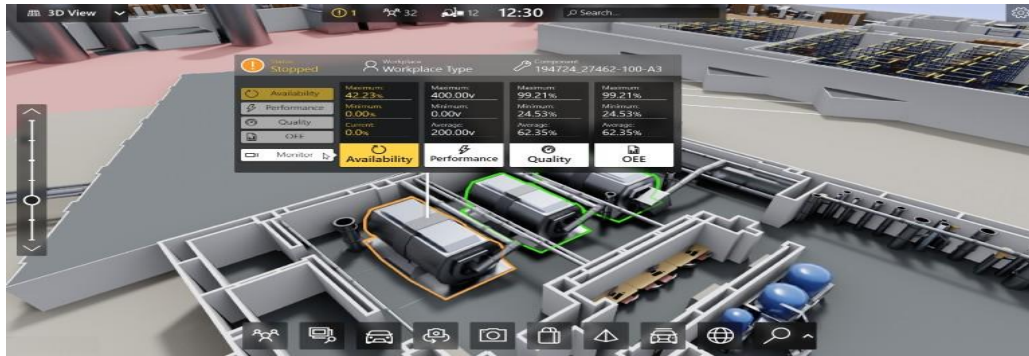 3D View
1
32
12
12:30
Search...
Status
Stopped
Workplace
Workplace Type
Component
194724_27462-100-A3
Availability
Performance
Quality
OEE
Monitor
Maximum:
42.23%
Minimum:
0.00%
Current:
0.0%
Availability
Maximum:
400.00v
Minimum:
0.00v
Average:
200.00v
Performance
Maximum:
99.21%
Minimum:
24.53%
Average:
62.35%
Quality
Maximum:
99.21%
Minimum:
24.53%
Average:
62.35%
OEE